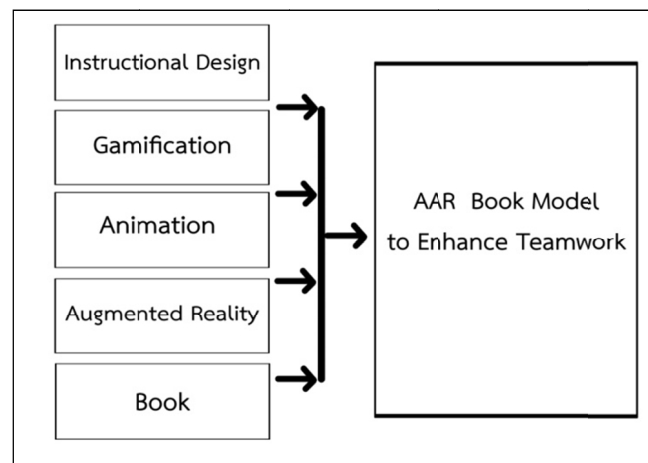 Instructional Design
Gamification
Animation
Augmented Reality
Book
AAR Book Model
to Enhance Teamwork